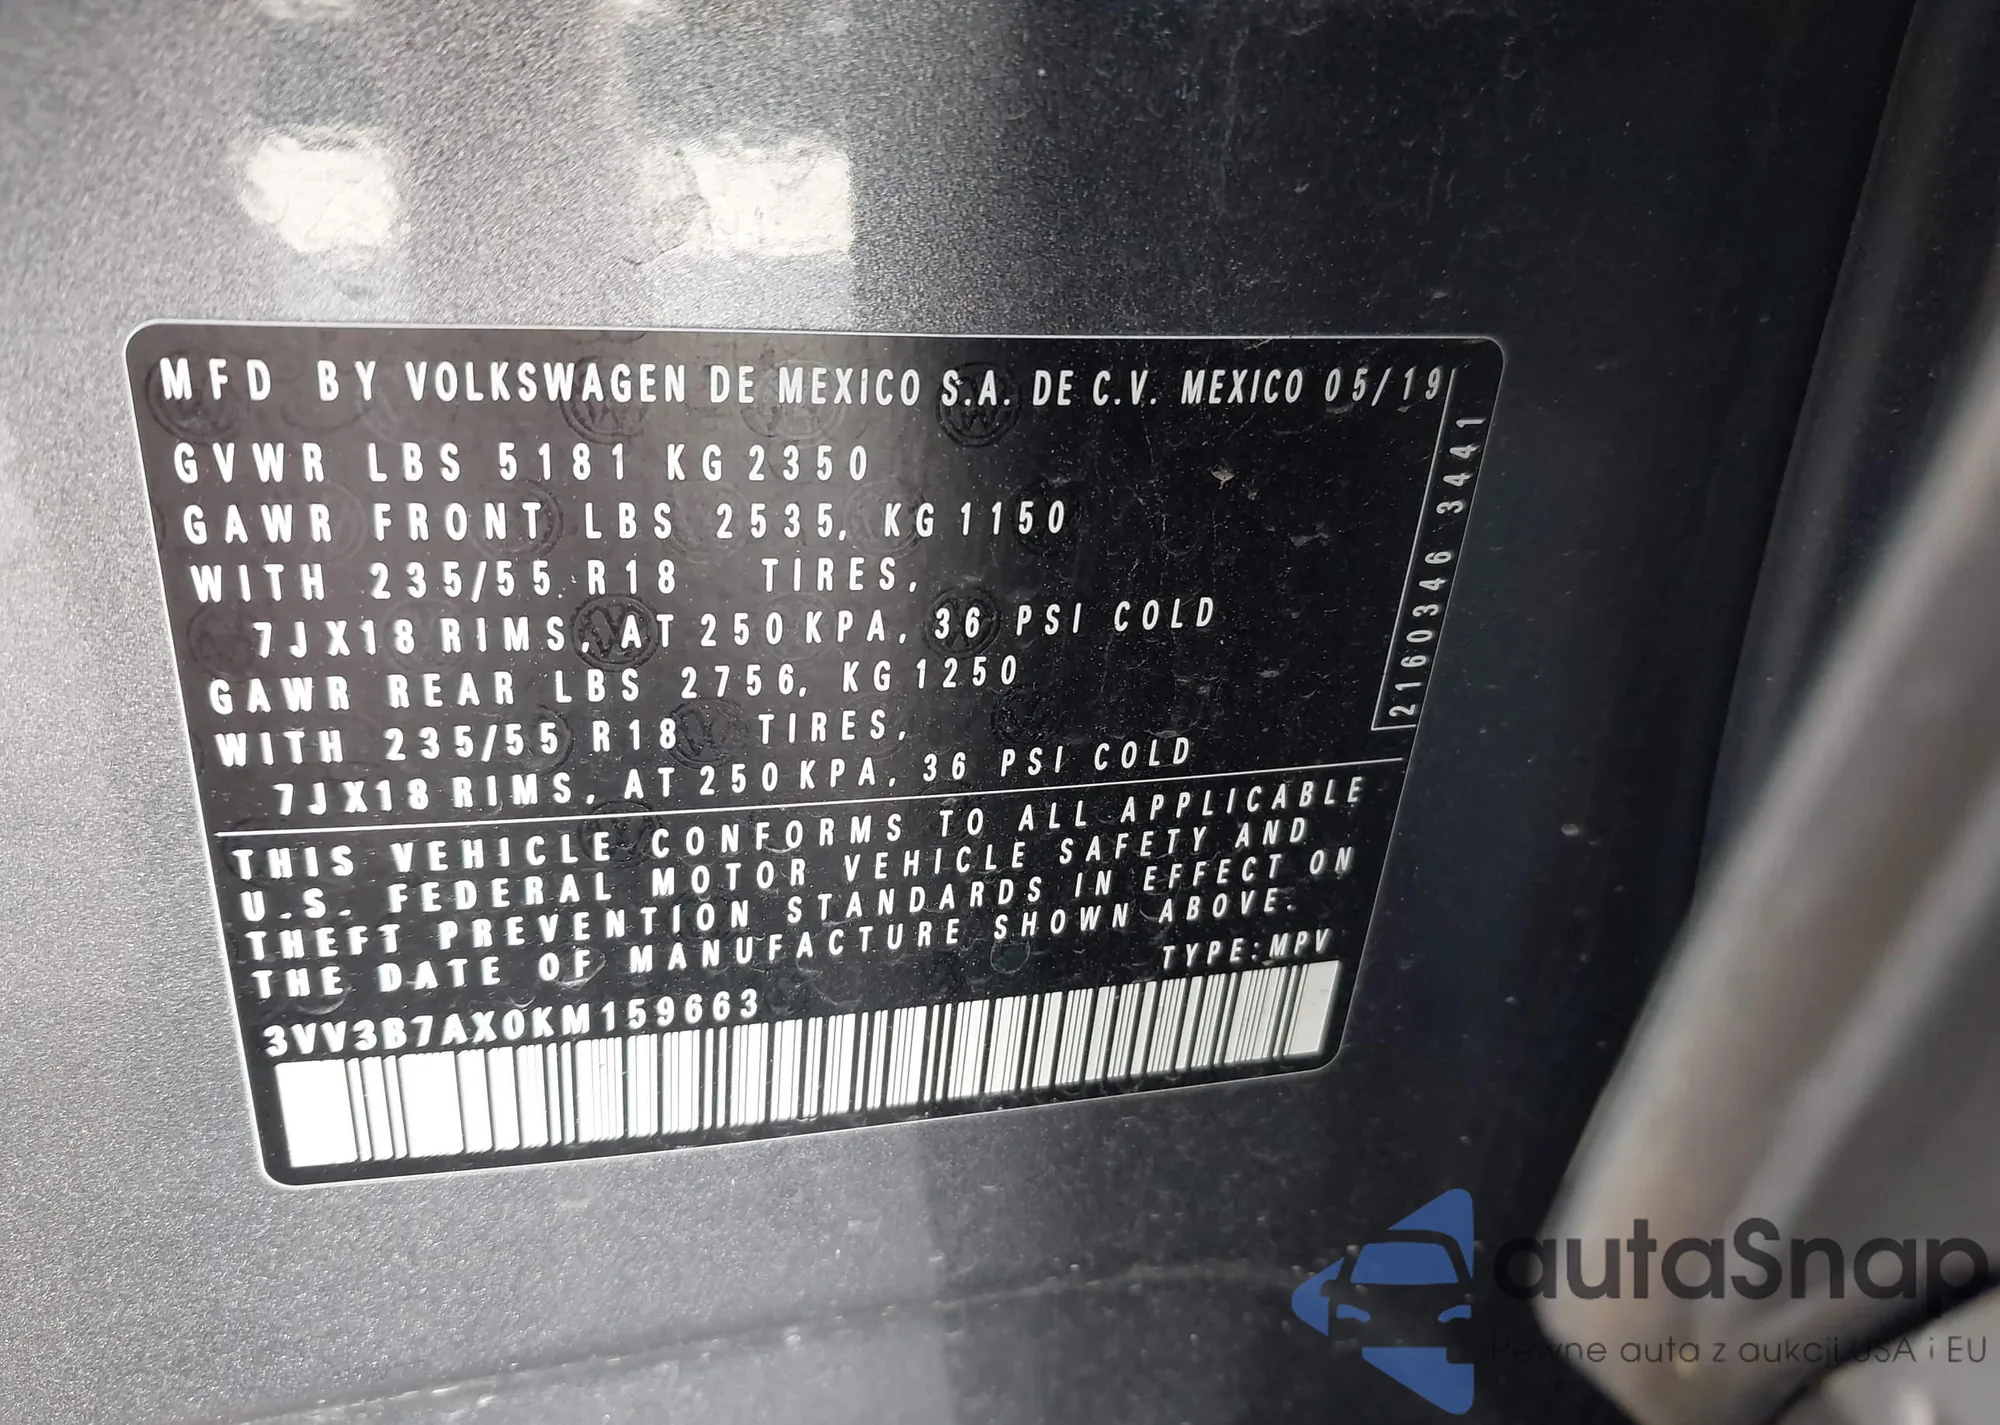 MFD BY VOLKSWAGEN DE MEXICO S.A. DE C.V. MEXICO 05/19
GVWR LBS 5181 KG 2350
GAWR FRONT LBS 2535, KG 1150
WITH 235/55 R18 TIRES,
7JX18 RIMS, AT 250 KPA, 36 PSI COLD
GAWR REAR LBS 2756, KG 1250
WITH 235/55 R18 TIRES,
7JX18 RIMS, AT 250 KPA, 36 PSI COLD
2160346 3441
THIS VEHICLE CONFORMS TO ALL APPLICABLE
U.S. FEDERAL MOTOR VEHICLE SAFETY AND
THEFT PREVENTION STANDARDS IN EFFECT ON
THE DATE OF MANUFACTURE SHOWN ABOVE.
TYPE: MPV
3VV3B7AX0KM159663
autaSnap
Pewne auta z aukcji USA i EU